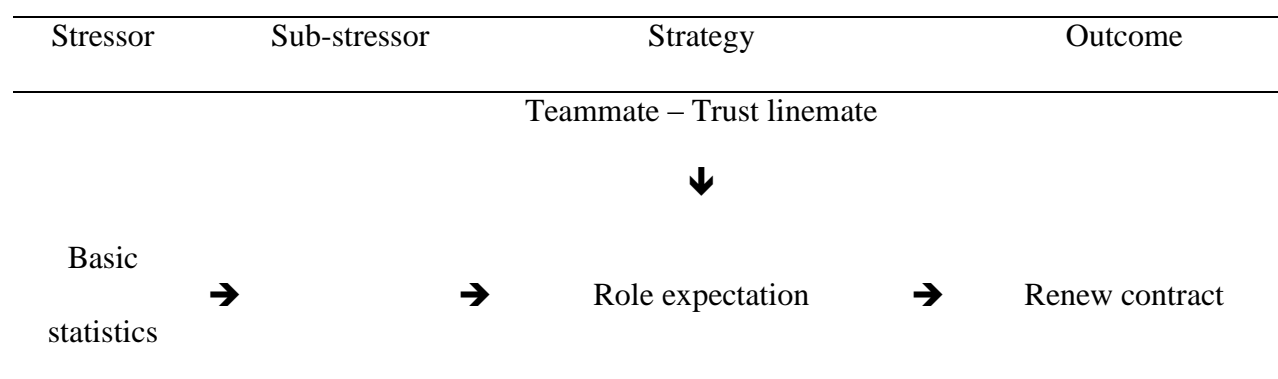 Stressor Sub-stressor Strategy Outcome
Teammate – Trust linemate
🡻
Basic
statistics
🡺 🡺 Role expectation 🡺 Renew contract